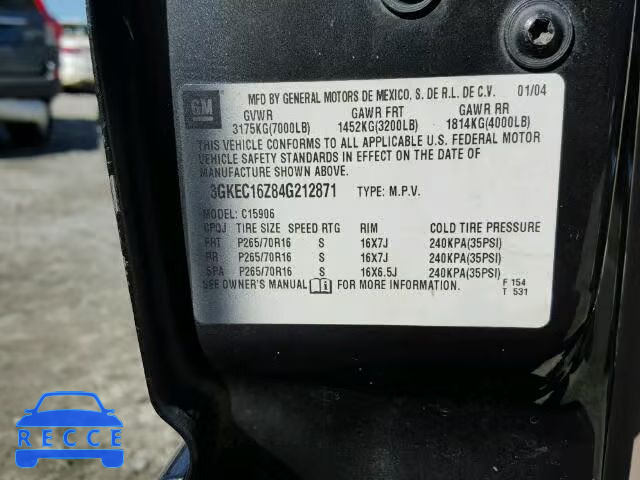 GM
MFD BY GENERAL MOTORS DE MEXICO, S. DE R.L. DE C.V. 01/04
GVWR GAWR FRT GAWR RR
3175KG(7000LB) 1452KG(3200LB) 1814KG(4000LB)
THIS VEHICLE CONFORMS TO ALL APPLICABLE U.S. FEDERAL MOTOR
VEHICLE SAFETY STANDARDS IN EFFECT ON THE DATE OF
MANUFACTURE SHOWN ABOVE.
3GKEC16Z84G212871 TYPE: M.P.V.
MODEL: C15906
TIRE SIZE SPEED RTG RIM COLD TIRE PRESSURE
FRT P265/70R16 S 16X7J 240KPA(35PSI)
RR P265/70R16 S 16X7J 240KPA(35PSI)
SPA P265/70R16 S 16X6.5J 240KPA(35PSI)
SEE OWNER'S MANUAL FOR MORE INFORMATION. F 154
T 531
RECCE